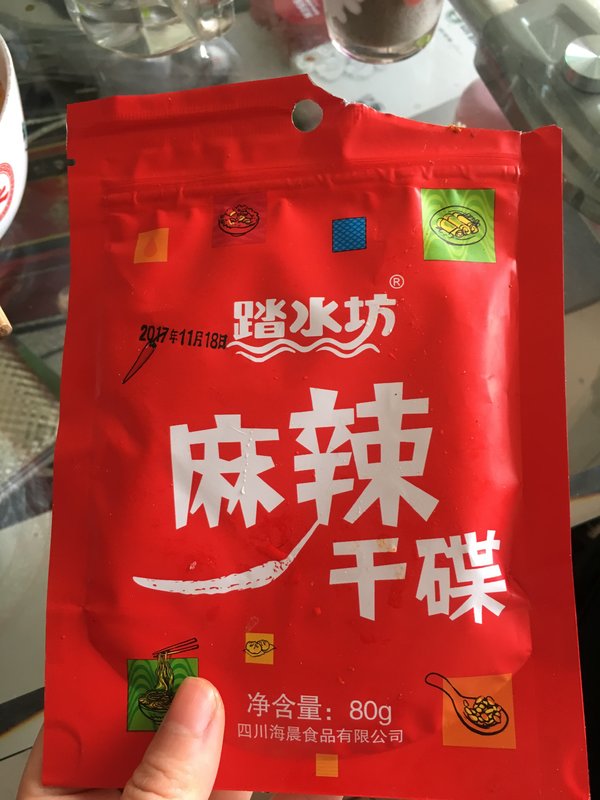 踏水坊®
2017年11月18日
麻辣
干碟
净含量：80g
四川海晨食品有限公司